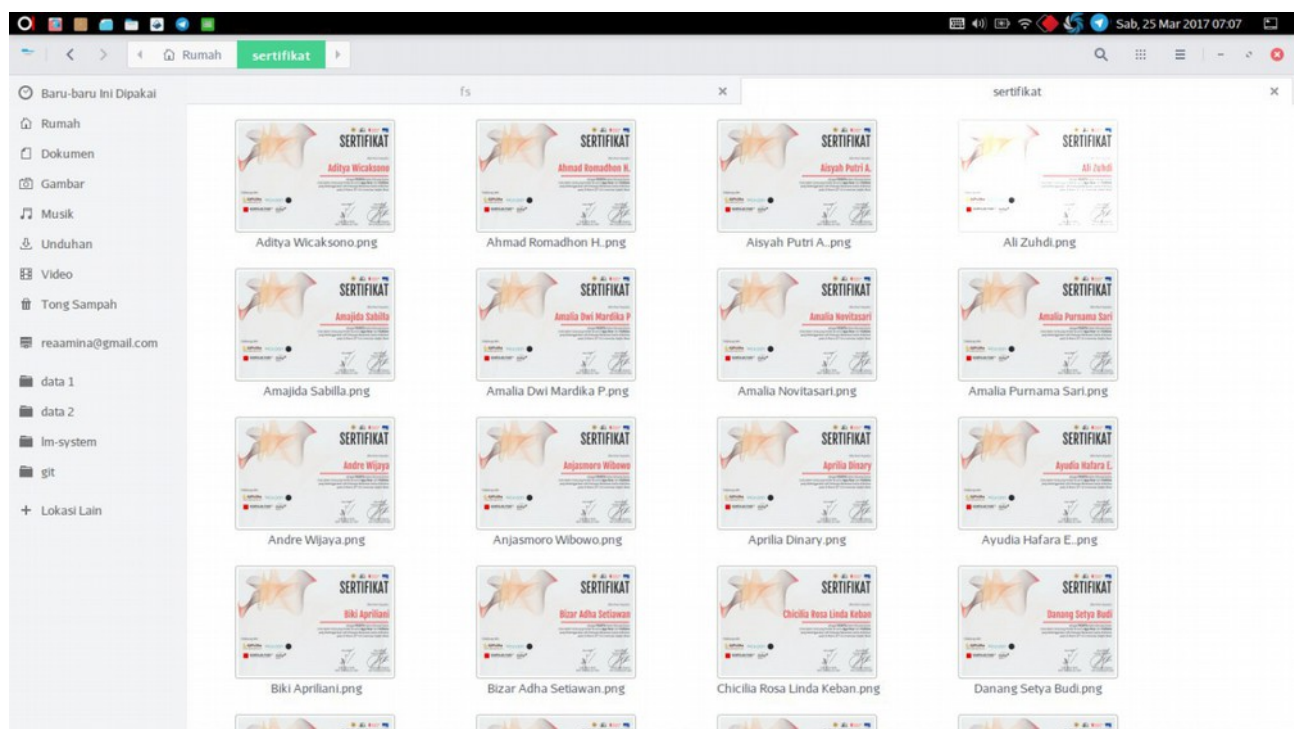 Sab, 25 Mar 2017 07:07
Rumah sertifikat
Baru-baru Ini Dipakai
Rumah
Dokumen
Gambar
Musik
Unduhan
Video
Tong Sampah
reaamina@gmail.com
data 1
data 2
lm-system
git
+ Lokasi Lain
fs sertifikat
SERTIFIKAT SERTIFIKAT SERTIFIKAT SERTIFIKAT
Aditya Wicaksono Ahmad Romadhon H. Aisyah Putri A. Ali Zuhdi
Aditya Wicaksono.png Ahmad Romadhon H..png Aisyah Putri A..png Ali Zuhdi.png
SERTIFIKAT SERTIFIKAT SERTIFIKAT SERTIFIKAT
Amajida Sabilla Amalia Dwi Mardika P Amalia Novitasari Amalia Purnama Sari
Amajida Sabilla.png Amalia Dwi Mardika P.png Amalia Novitasari.png Amalia Purnama Sari.png
SERTIFIKAT SERTIFIKAT SERTIFIKAT SERTIFIKAT
Andre Wijaya Anjasmoro Wibowo Aprilia Dinary Ayudia Hafara E.
Andre Wijaya.png Anjasmoro Wibowo.png Aprilia Dinary.png Ayudia Hafara E..png
SERTIFIKAT SERTIFIKAT SERTIFIKAT SERTIFIKAT
Biki Apriliani Bizar Adha Setiawan Chicilia Rosa Linda Keban Danang Setya Budi
Biki Apriliani.png Bizar Adha Setiawan.png Chicilia Rosa Linda Keban.png Danang Setya Budi.png